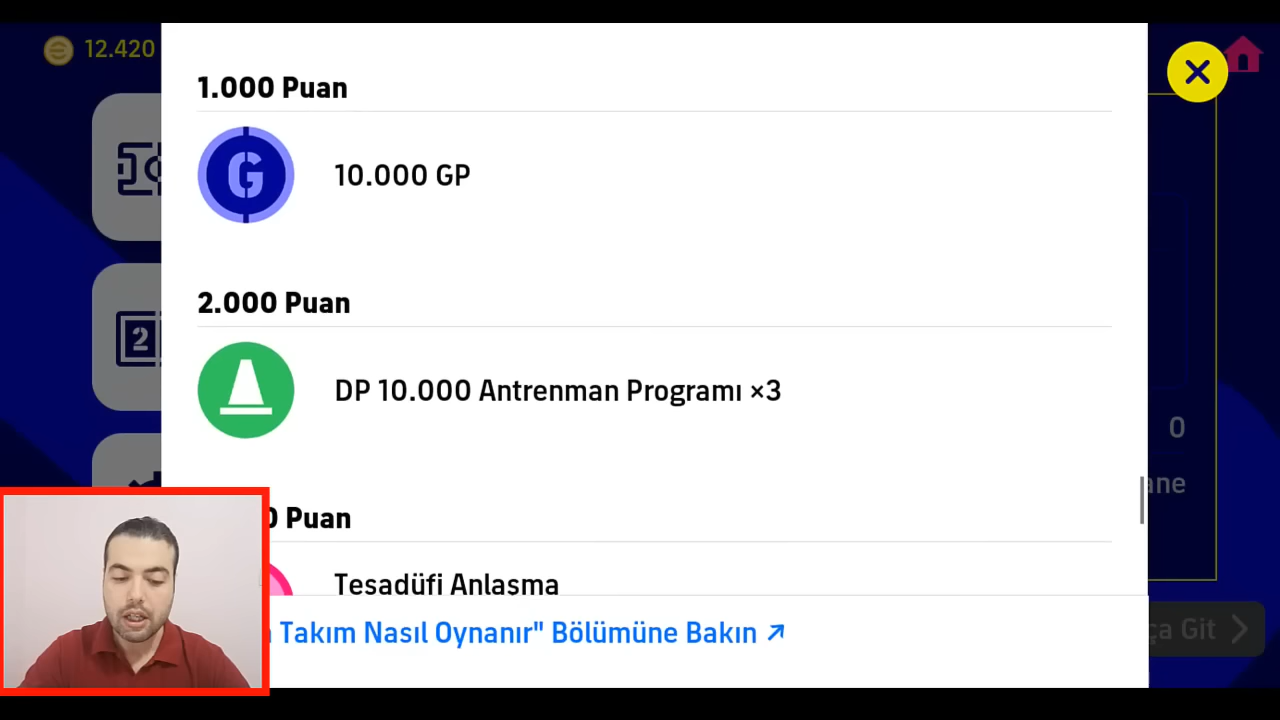 12.420
1.000 Puan
G
10.000 GP
2.000 Puan
DP 10.000 Antrenman Programı ×3
0 Puan
Tesadüfi Anlaşma
Takım Nasıl Oynanır" Bölümüne Bakın
2
0
ane
ça Git